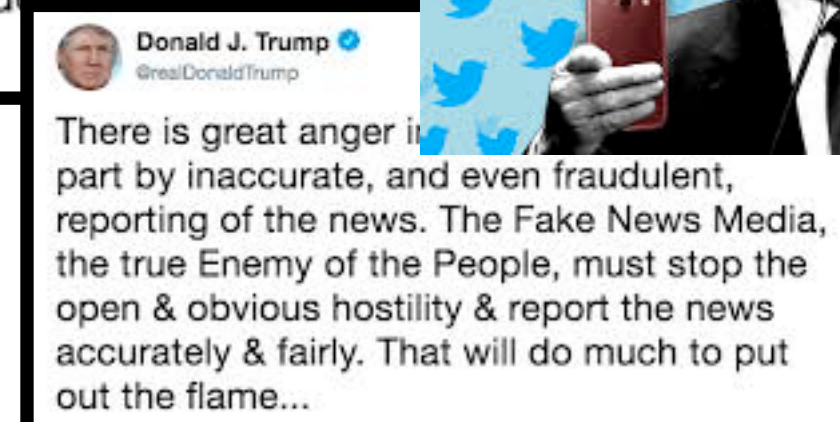 Donald J. Trump
@realDonaldTrump
There is great anger
part by inaccurate, and even fraudulent,
reporting of the news. The Fake News Media,
the true Enemy of the People, must stop the
open & obvious hostility & report the news
accurately & fairly. That will do much to put
out the flame...